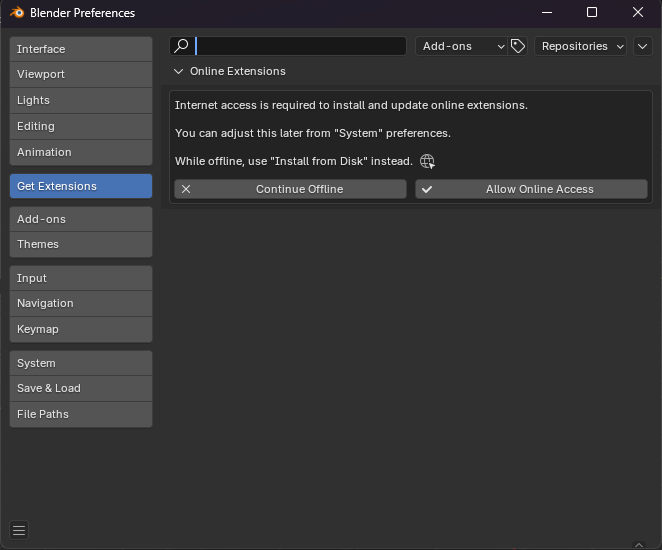 Blender Preferences
Interface
Viewport
Lights
Editing
Animation
Get Extensions
Add-ons
Themes
Input
Navigation
Keymap
System
Save & Load
File Paths
Add-ons
Repositories
Online Extensions
Internet access is required to install and update online extensions.
You can adjust this later from "System" preferences.
While offline, use "Install from Disk" instead.
Continue Offline
Allow Online Access